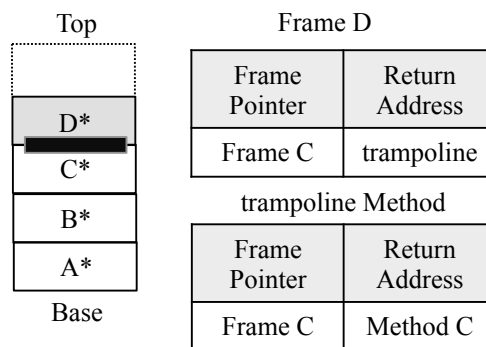 Top
D*
C*
B*
A*
Base
Frame D
Frame Pointer
Return Address
Frame C
trampoline
trampoline Method
Frame Pointer
Return Address
Frame C
Method C